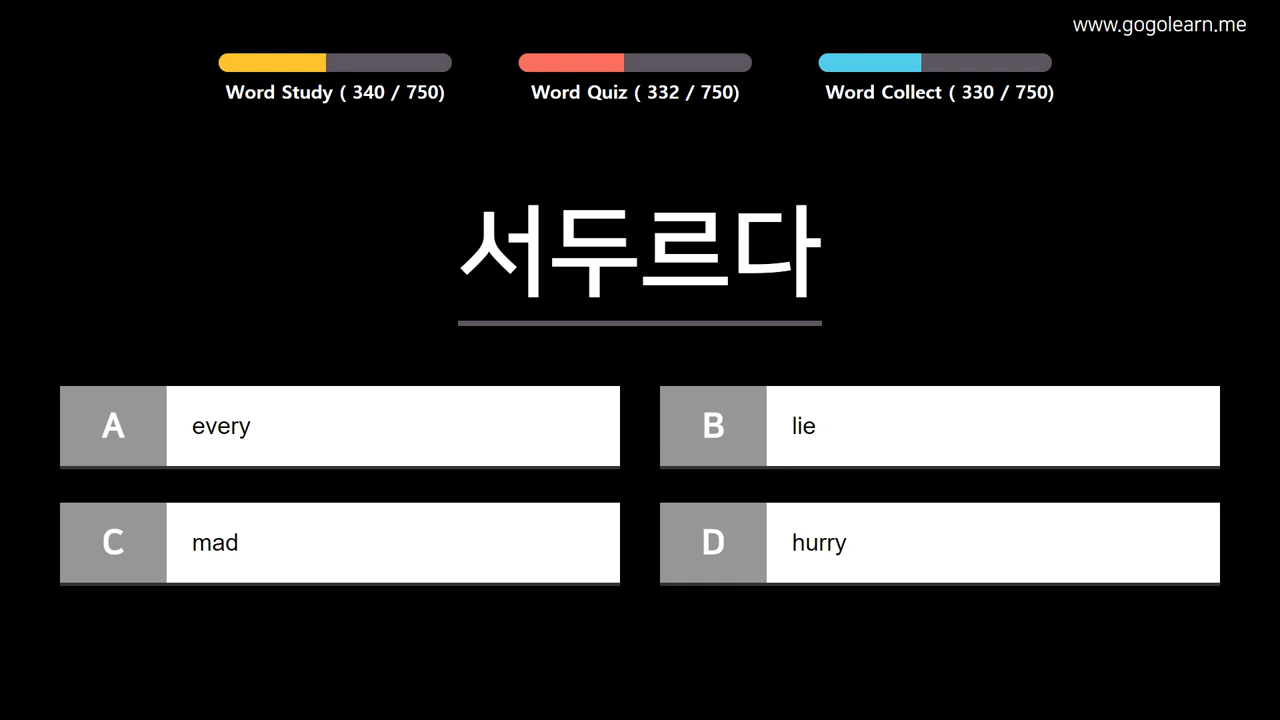 www.gogolearn.me
Word Study ( 340 / 750)
Word Quiz ( 332 / 750)
Word Collect ( 330 / 750)
서두르다
A every
B lie
C mad
D hurry